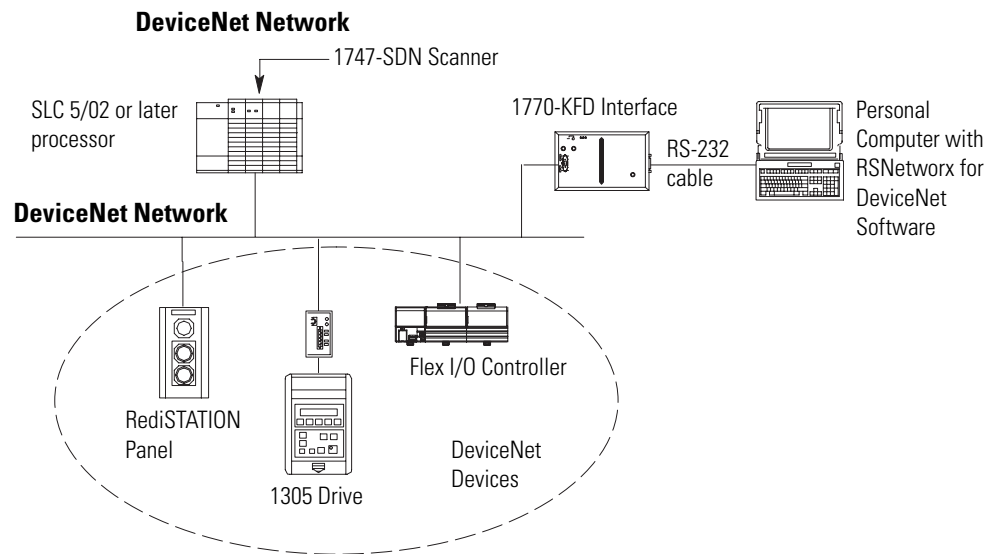 DeviceNet Network
1747-SDN Scanner
SLC 5/02 or later
processor
1770-KFD Interface
RS-232
cable
Personal
Computer with
RSNetworx for
DeviceNet
Software
DeviceNet Network
RediSTATION
Panel
1305 Drive
Flex I/O Controller
DeviceNet
Devices